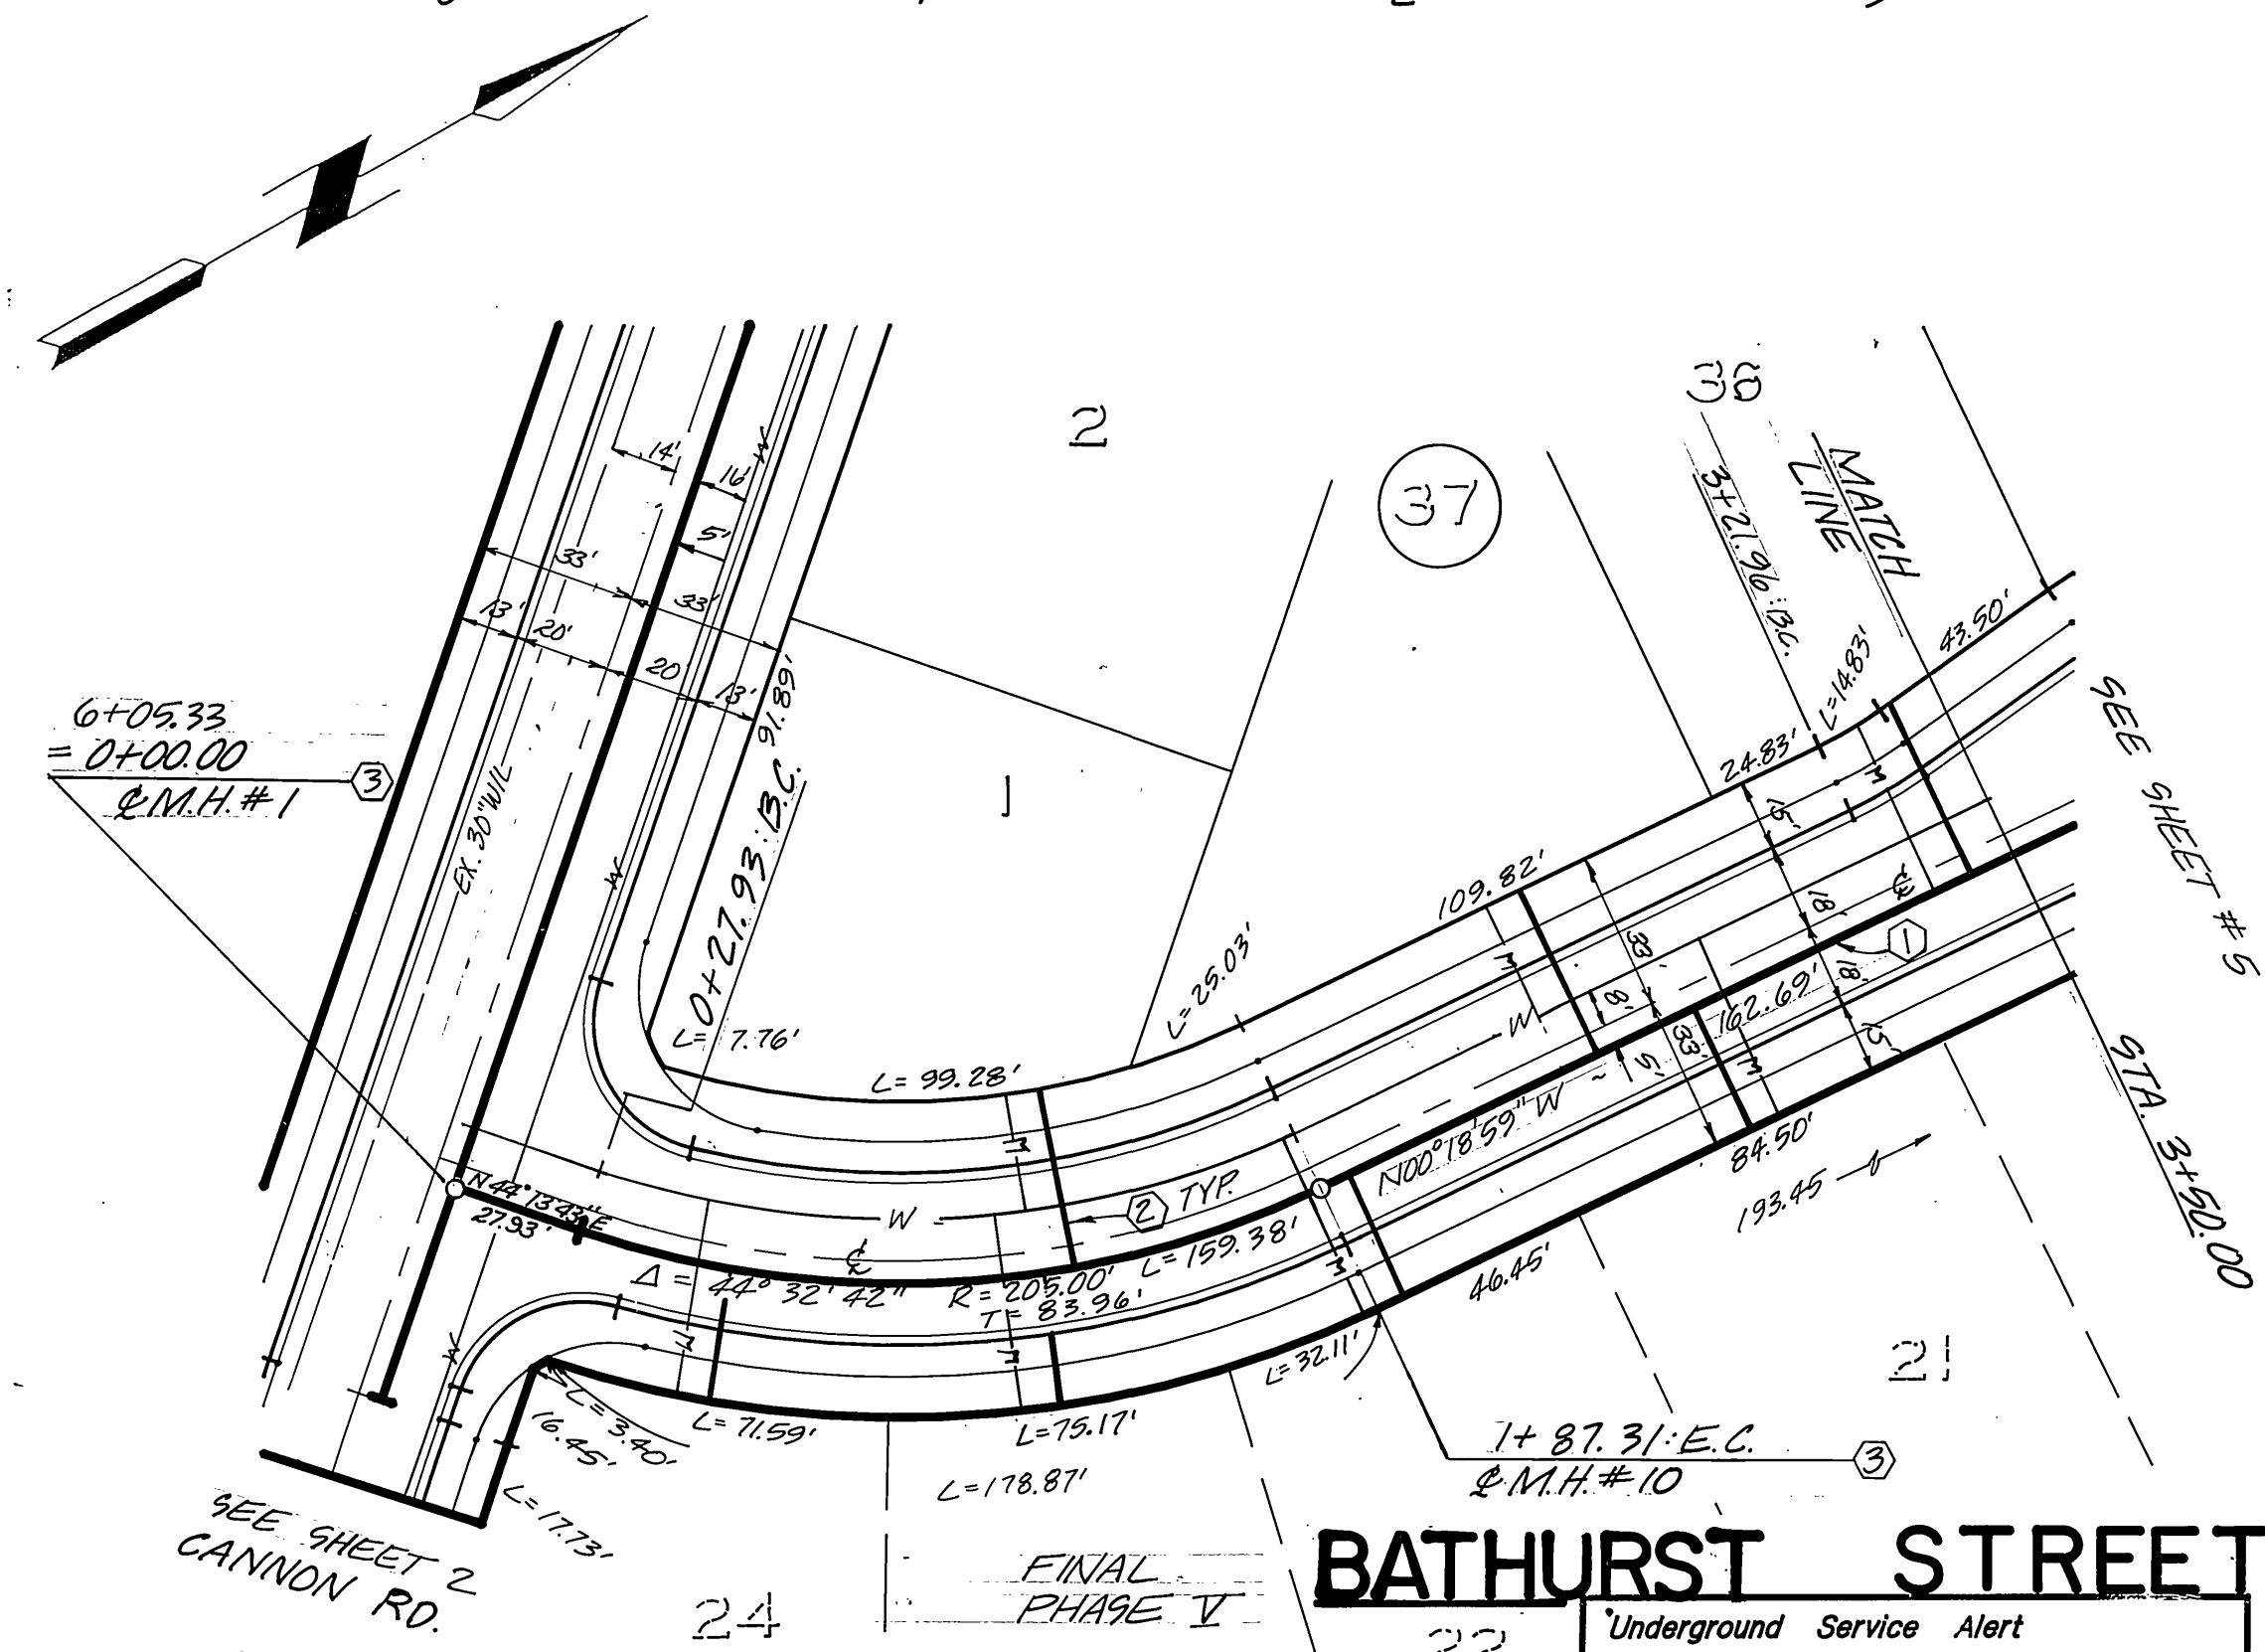 2
37
38
3+21.96:B.C.
MATCH
LINE
14'
16'
5'
33'
33'
13'
20'
20'
13'
W
EX. 30"W/L
W
6+05.33
= 0+00.00
3
℄ M.H. # 1
0+27.93:B.C. 91.89'
1
L= 7.76'
L= 99.28'
L=25.03'
109.82'
24.83'
L=14.83'
43.50'
SEE SHEET # 5
STA. 3+50.00
15'
18'
℄
1
18'
15'
33'
8'
33'
5'
162.69'
W
W
N00°18'59"W
84.50'
193.45
2 TYP.
N44°13'43"E
27.93'
W
℄
Δ = 44° 32' 42"
R = 205.00'
L= 159.38'
T = 83.96'
46.45'
L=32.11'
W
W
W
W
W
W
W
L=3.40'
16.45'
L= 71.59'
L=75.17'
L=178.87'
L=17.73'
1+ 87.31:E.C.
3
℄ M.H. # 10
21
SEE SHEET 2
CANNON RD.
24
FINAL
PHASE V
BATHURST STREET
Underground Service Alert